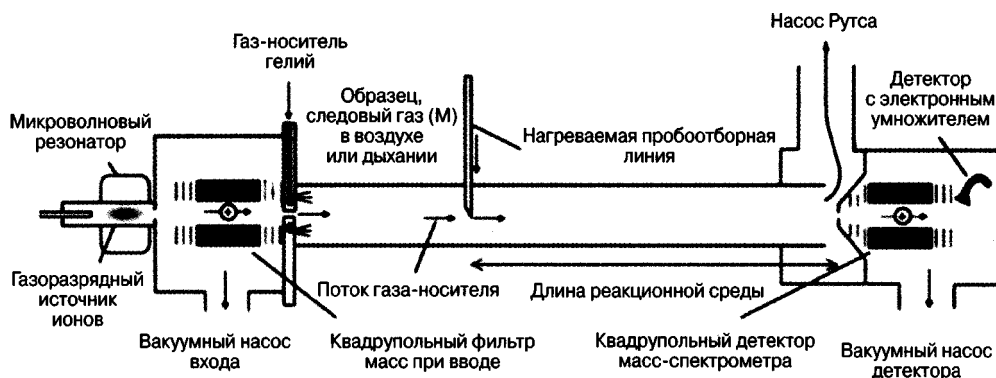 Насос Рутса
Газ-носитель
гелий
Детектор
с электронным
умножителем
Образец,
следовый газ (М)
в воздухе
или дыхании
Микроволновый
резонатор
Нагреваемая пробоотборная
линия
Газоразрядный
источник
ионов
Поток газа-носителя
Длина реакционной среды
Вакуумный насос
входа
Квадрупольный фильтр
масс при вводе
Квадрупольный детектор
масс-спектрометра
Вакуумный насос
детектора